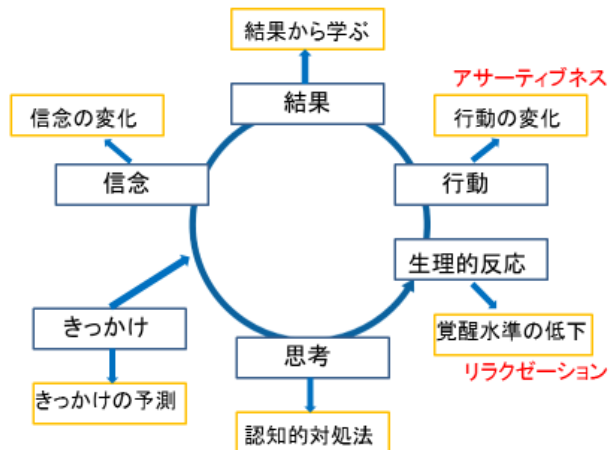 結果から学ぶ
アサーティブネス
結果
信念の変化
行動の変化
信念
行動
生理的反応
きっかけ
覚醒水準の低下
思考
リラクゼーション
きっかけの予測
認知的対処法